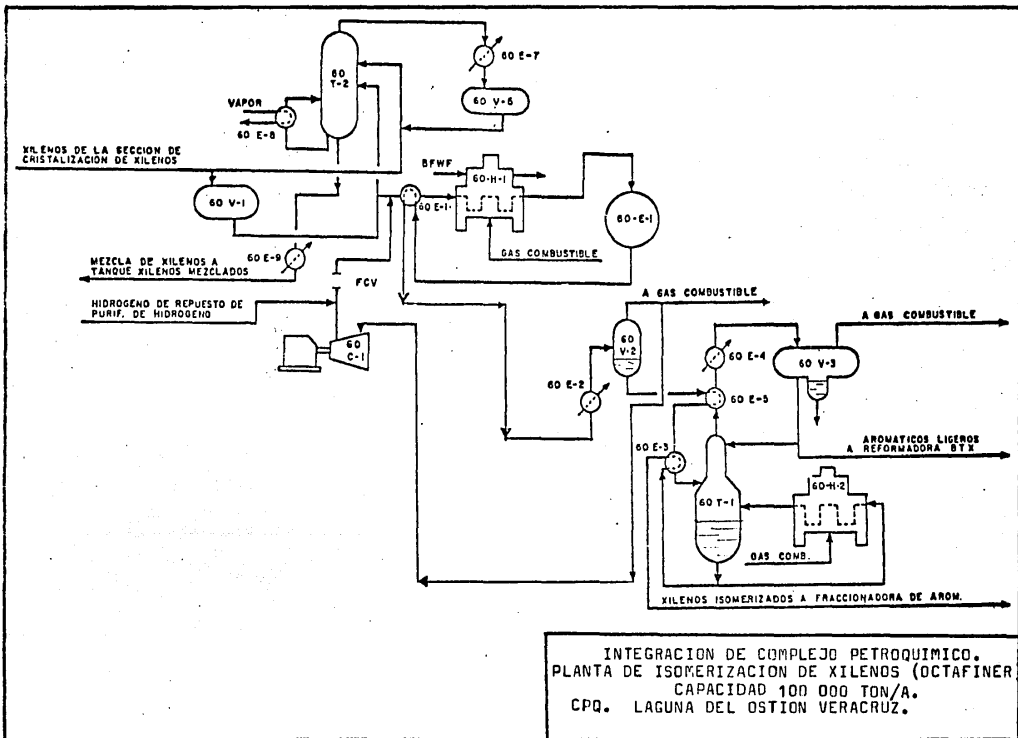 60 T-2
60 E-7
60 V-5
VAPOR
60 E-8
XILENOS DE LA SECCION DE
CRISTALIZACION DE XILENOS
60 V-1
BFWF
60-H-1
60 E-1
60-E-1
GAS COMBUSTIBLE
60 E-9
MEZCLA DE XILENOS A
TANQUE XILENOS MEZCLADOS
FCV
HIDROGENO DE REPUESTO DE
PURIF. DE HIDROGENO
60 C-1
A GAS COMBUSTIBLE
A GAS COMBUSTIBLE
60 V-2
60 E-4
60 V-3
60 E-2
60 E-5
AROMATICOS LIGEROS
A REFORMADORA BTX
60 E-3
60 T-1
60-H-2
GAS COMB.
XILENOS ISOMERIZADOS A FRACCIONADORA DE AROM.
INTEGRACION DE COMPLEJO PETROQUIMICO.
PLANTA DE ISOMERIZACION DE XILENOS (OCTAFINER
CAPACIDAD 100 000 TON/A.
CPQ. LAGUNA DEL OSTION VERACRUZ.